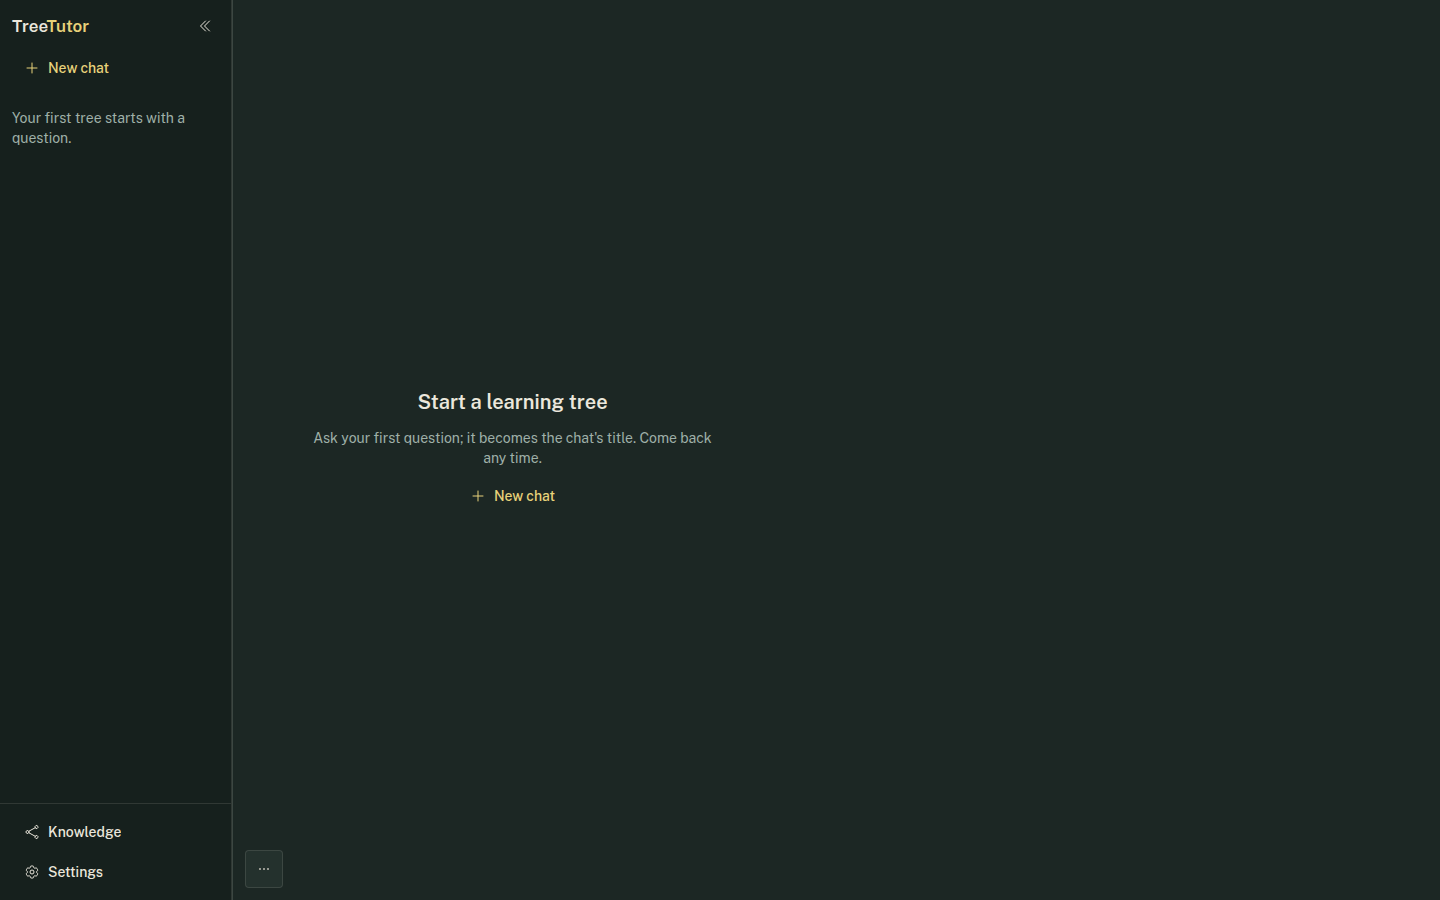 TreeTutor
New chat
Your first tree starts with a
question.
Start a learning tree
Ask your first question; it becomes the chat's title. Come back
any time.
New chat
Knowledge
Settings